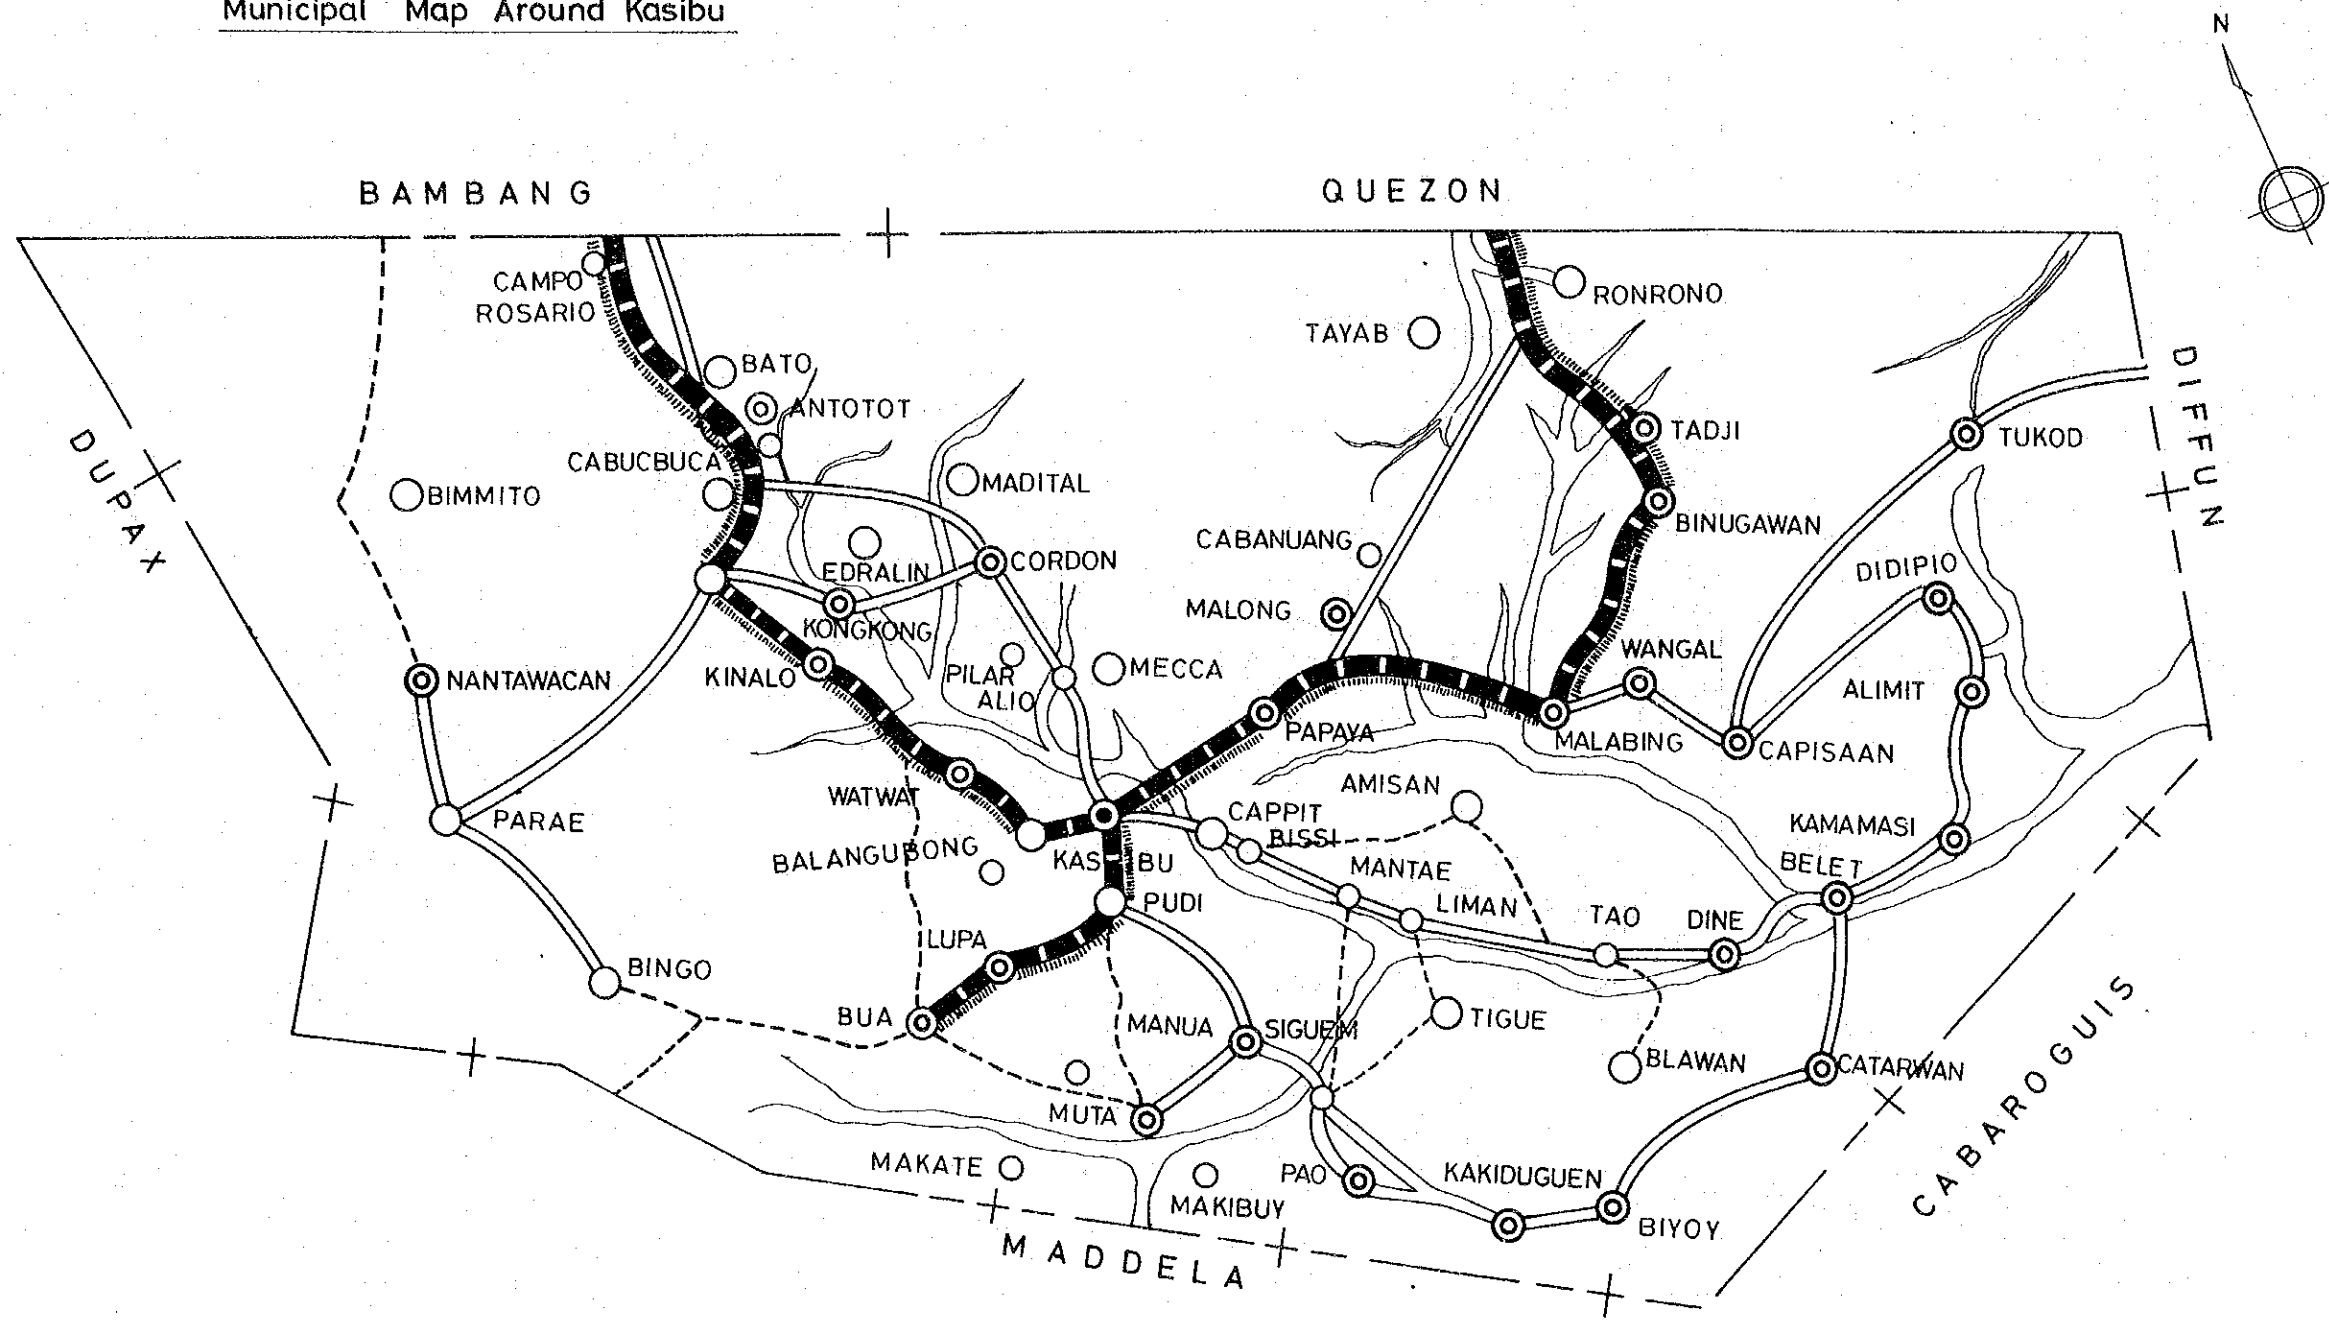 Municipal Map Around Kasibu
N
BAMBANG
QUEZON
CAMPO
ROSARIO
RONRONO
TAYAB
BATO
DIFFUN
ANTOTOT
TADJI
TUKOD
DUPAX
CABUCBUCA
MADITAL
BIMMITO
BINUGAWAN
CABANUANG
CORDON
EDRALIN
DIDIPIO
MALONG
KONGKONG
WANGAL
PILAR
MECCA
KINALO
NANTAWACAN
ALIMIT
ALIO
PAPAYA
MALABING
CAPISAAN
AMISAN
WATWAT
CAPPIT
PARAE
KAMAMASI
BISSI
BALANGUBONG
KASIBU
MANTAE
BELET
PUDI
LIMAN
TAO
DINE
LUPA
BINGO
BUA
MANUA
SIGUEM
TIGUE
BLAWAN
CATARWAN
CABAROGUIS
MUTA
MAKATE
PAO
KAKIDUGUEN
MAKIBUY
BIYOY
MADDELA